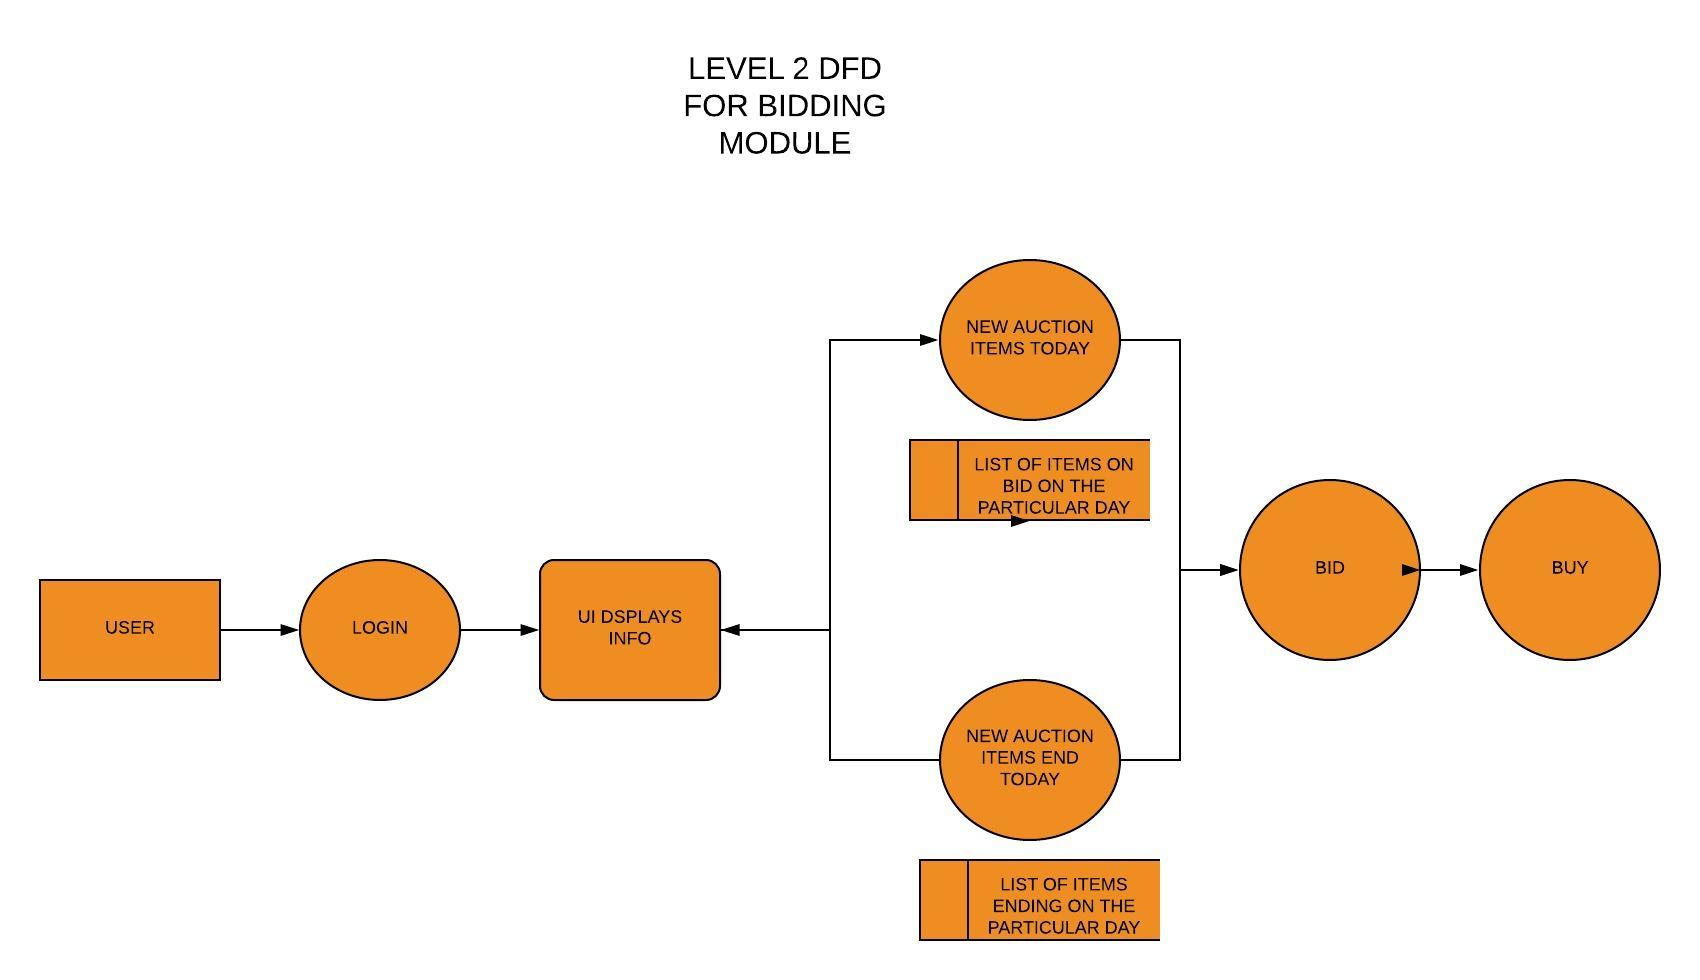 LEVEL 2 DFD
FOR BIDDING
MODULE
NEW AUCTION
ITEMS TODAY
LIST OF ITEMS ON
BID ON THE
PARTICULAR DAY
USER
LOGIN
UI DSPLAYS
INFO
BID
BUY
NEW AUCTION
ITEMS END
TODAY
LIST OF ITEMS
ENDING ON THE
PARTICULAR DAY